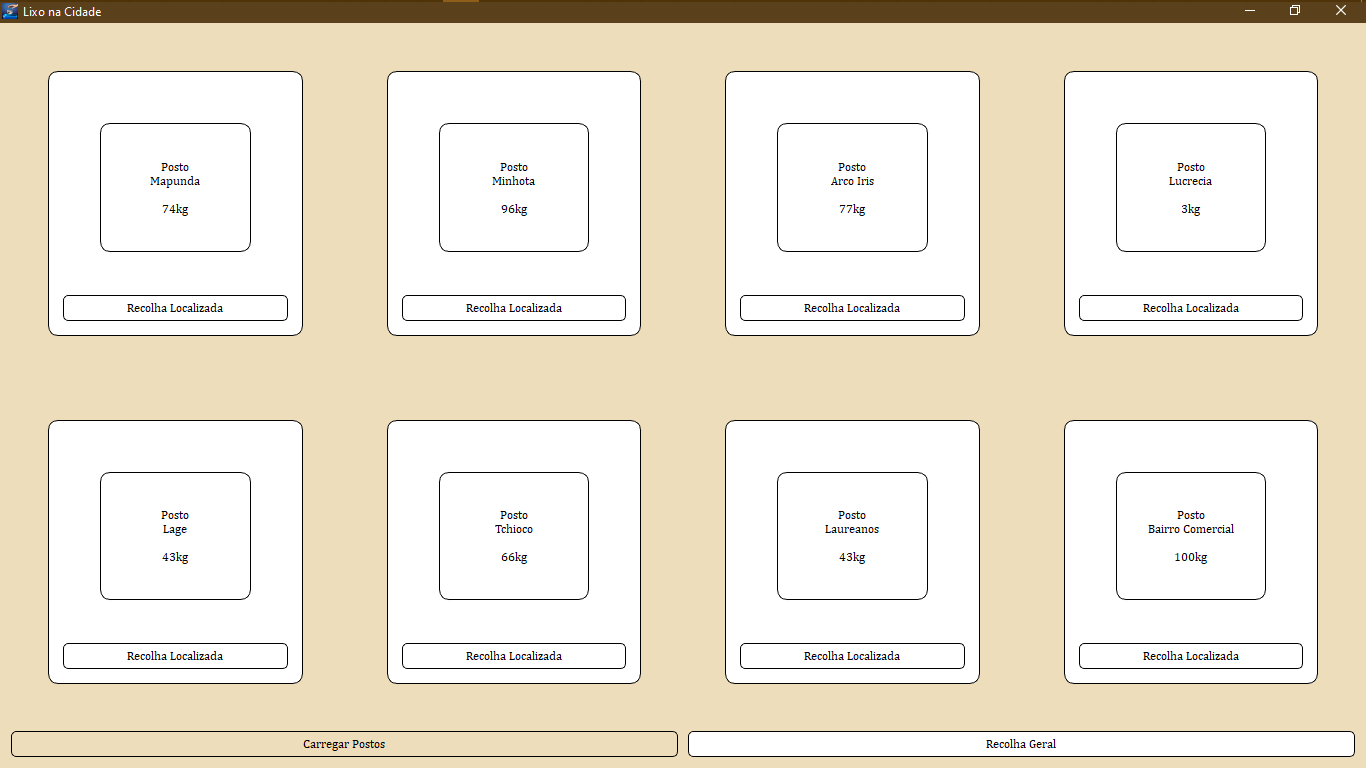 Lixo na Cidade
Posto
Mapunda
74kg
Recolha Localizada
Posto
Minhota
96kg
Recolha Localizada
Posto
Arco Iris
77kg
Recolha Localizada
Posto
Lucrecia
3kg
Recolha Localizada
Posto
Lage
43kg
Recolha Localizada
Posto
Tchioco
66kg
Recolha Localizada
Posto
Laureanos
43kg
Recolha Localizada
Posto
Bairro Comercial
100kg
Recolha Localizada
Carregar Postos
Recolha Geral